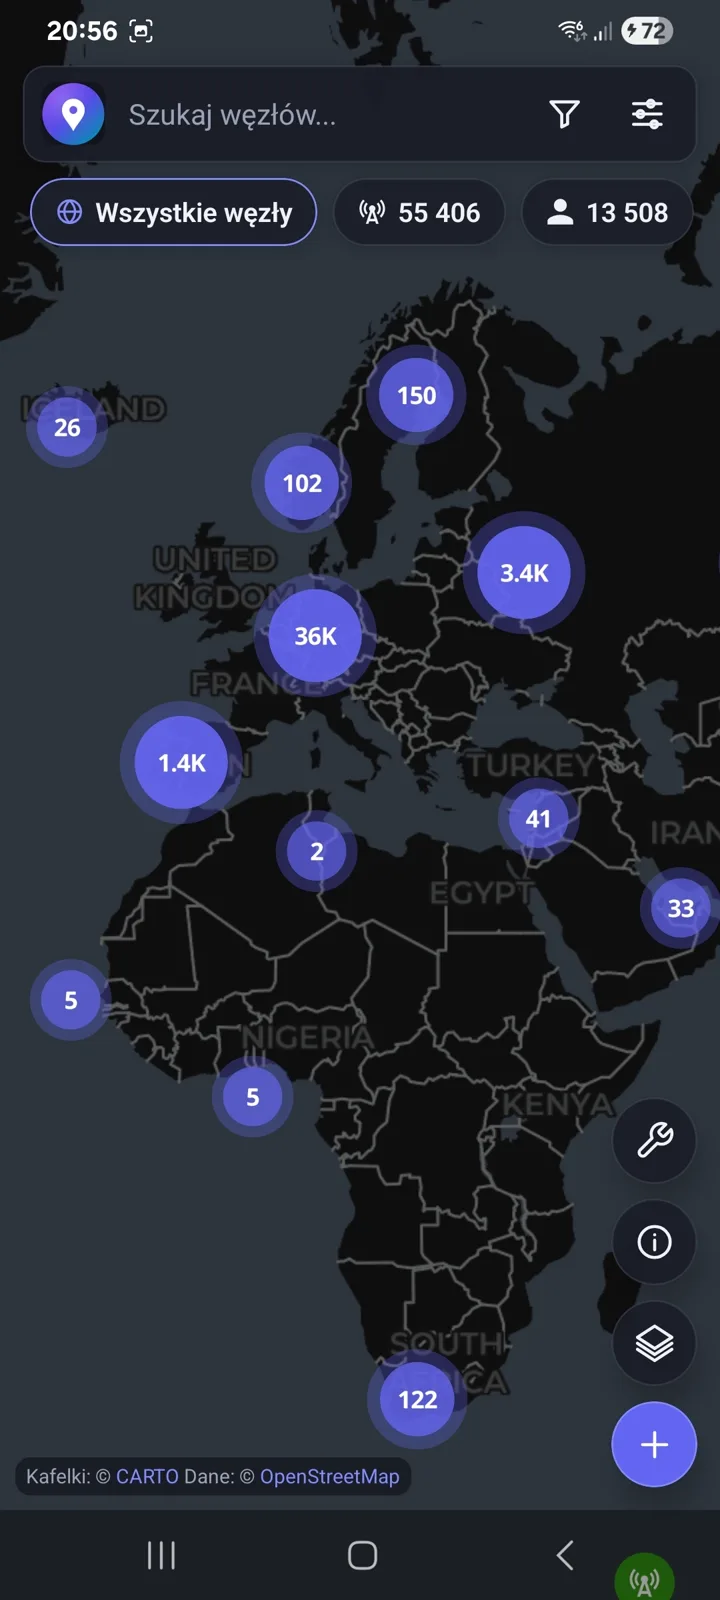 20:56
72
Szukaj węzłów...
Wszystkie węzły
55 406
13 508
150
ICELAND
26
102
UNITED
KINGDOM
3.4K
36K
FRANCE
1.4K
TURKEY
41
2
IRAN
EGYPT
33
5
NIGERIA
5
KENYA
SOUTH
AFRICA
122
Kafelki: © CARTO Dane: © OpenStreetMap